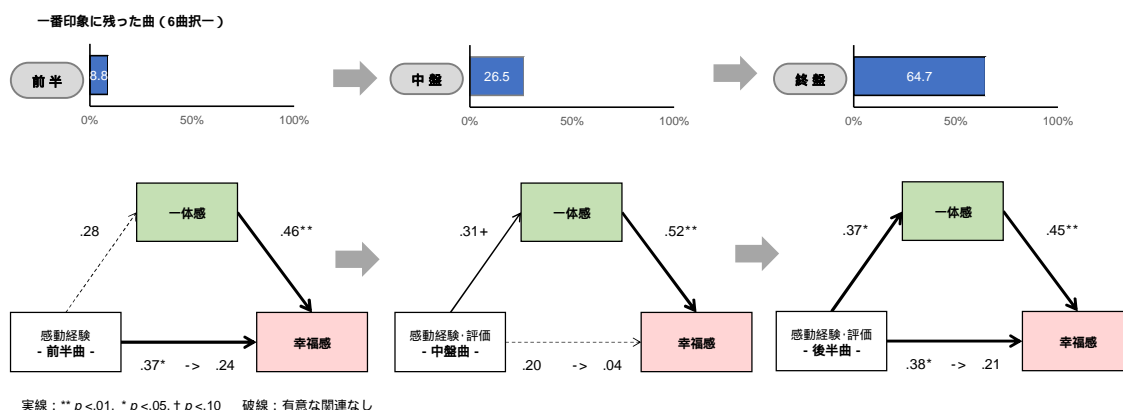 一番印象に残った曲（6曲択一）
前半
8.8
0% 50% 100%
中盤
26.5
0% 50% 100%
終盤
64.7
0% 50% 100%
一体感
.28
.46**
感動経験
- 前半曲 -
幸福感
.37* -> .24
一体感
.31+
.52**
感動経験・評価
- 中盤曲 -
幸福感
.20 -> .04
一体感
.37*
.45**
感動経験・評価
- 後半曲 -
幸福感
.38* -> .21
実線：** p <.01, * p <.05, † p <.10 破線：有意な関連なし